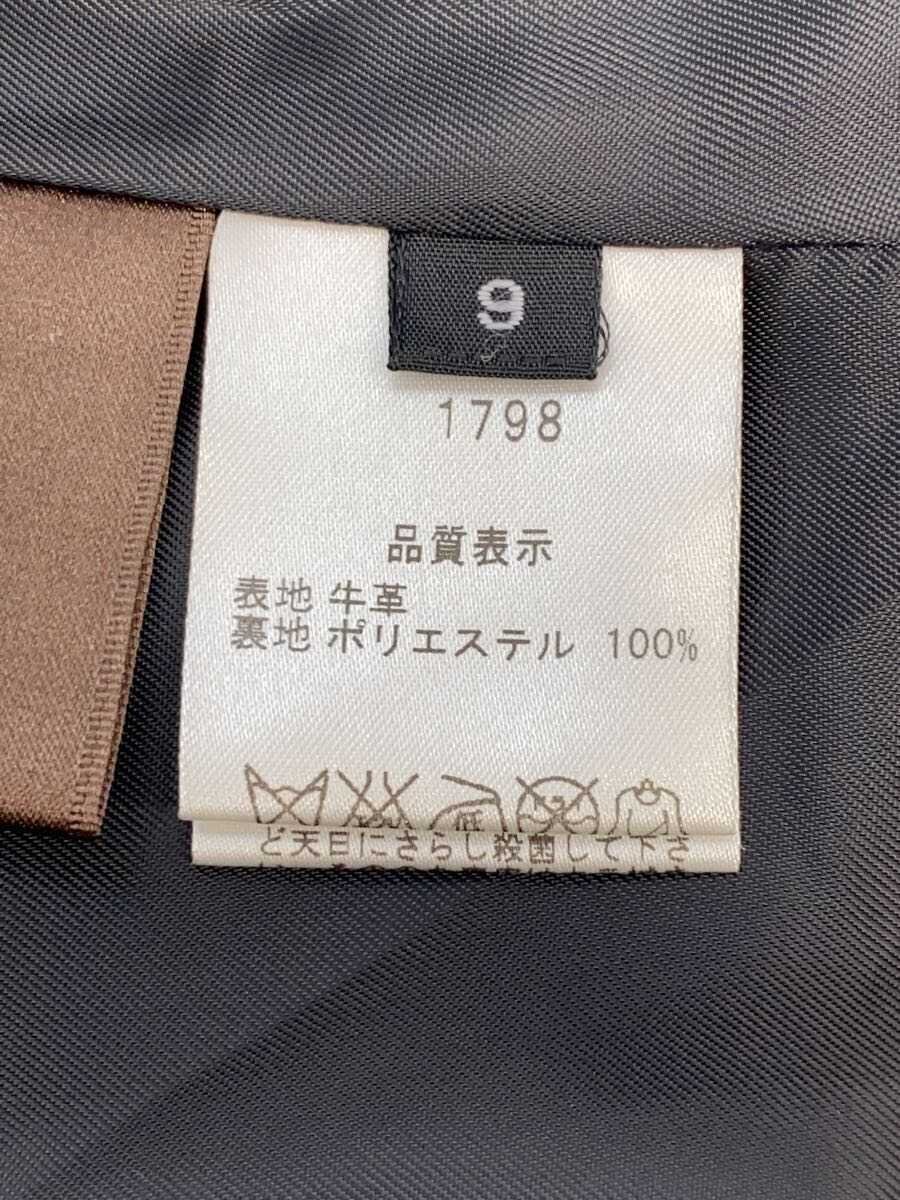 9
1798
品質表示
表地 牛革
裏地 ポリエステル 100%
低
ど天日にさらし殺菌して下さ